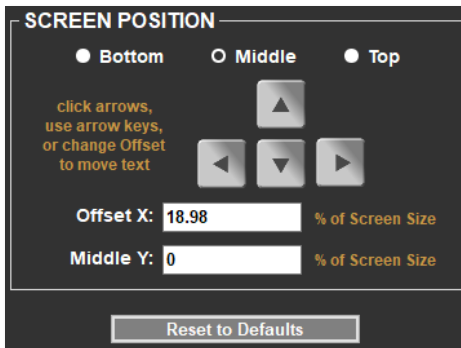 SCREEN POSITION
Bottom Middle Top
click arrows,
use arrow keys,
or change Offset
to move text
Offset X: 18.98 % of Screen Size
Middle Y: 0 % of Screen Size
Reset to Defaults